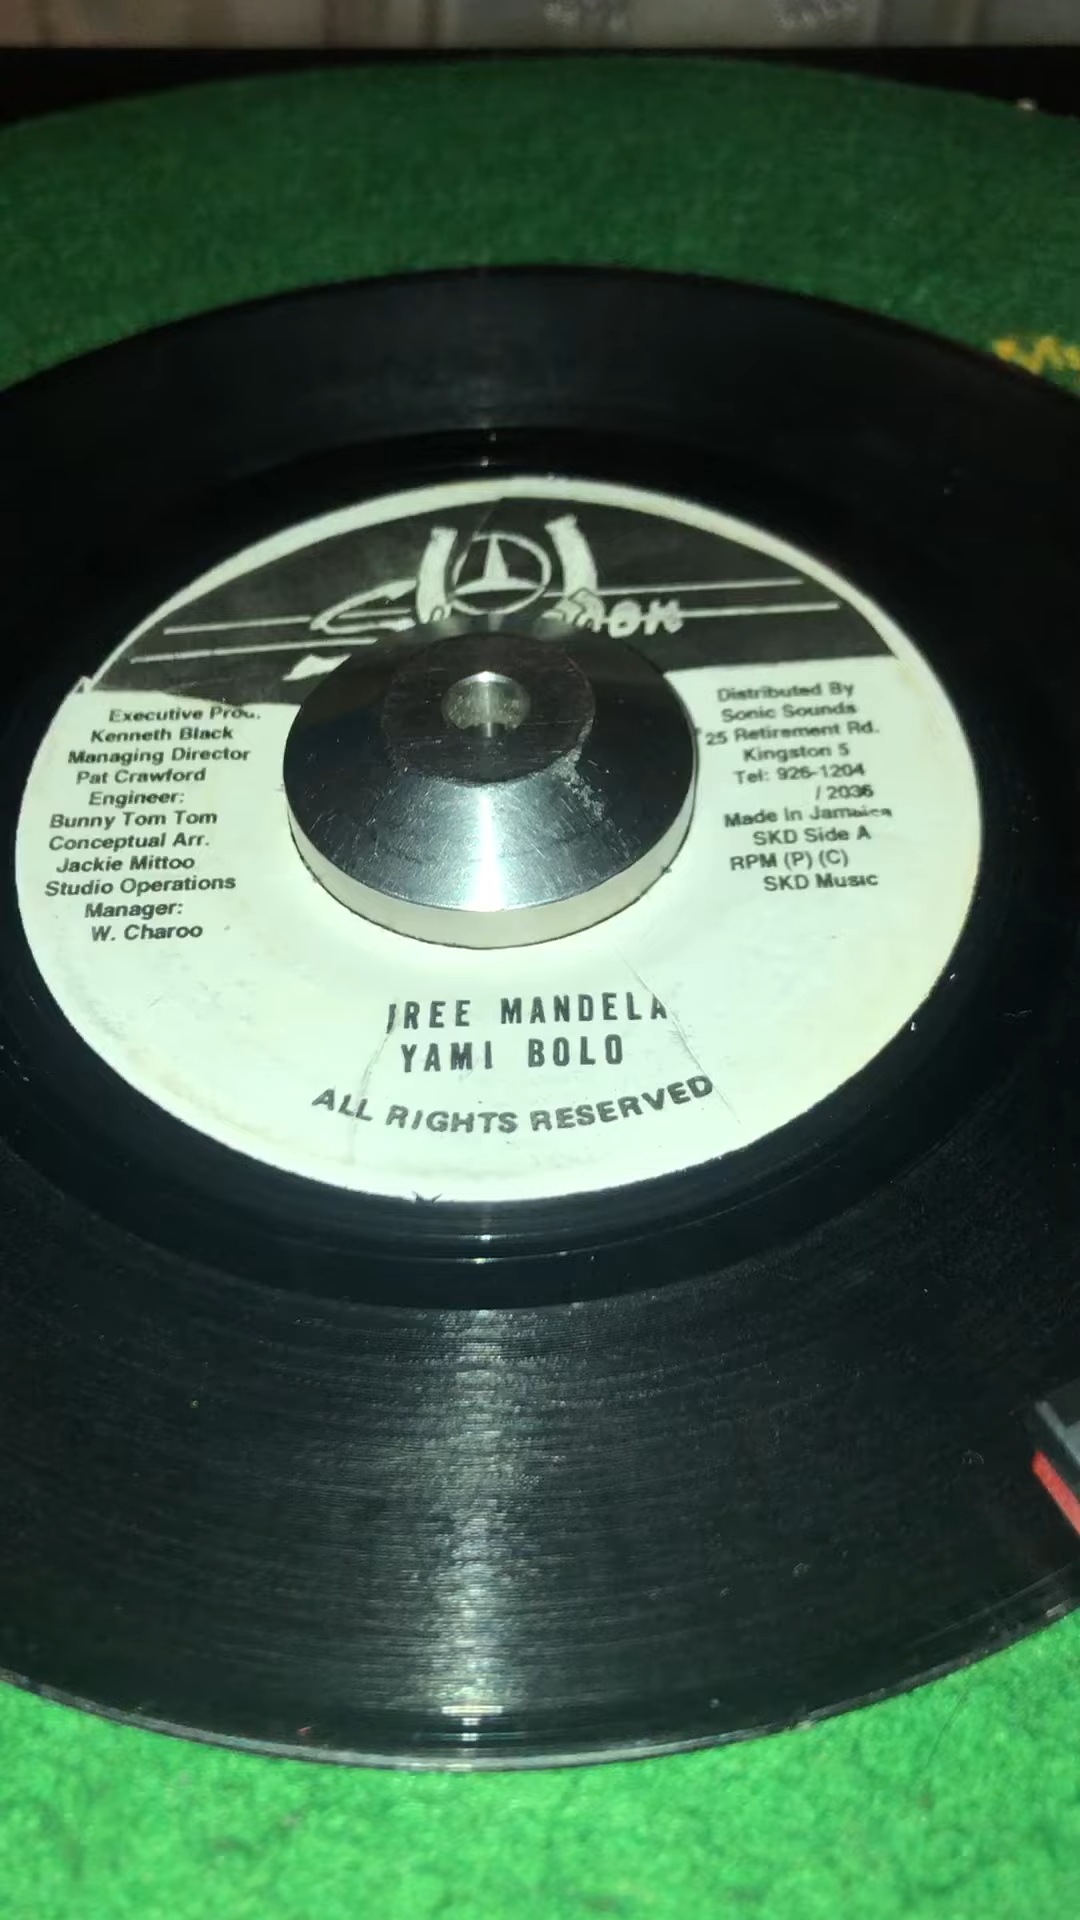 Executive Prod.
Kenneth Black
Managing Director
Pat Crawford
Engineer:
Bunny Tom Tom
Conceptual Arr.
Jackie Mittoo
Studio Operations
Manager:
W. Charoo
Distributed By
Sonic Sounds
25 Retirement Rd.
Kingston 5
Tel: 926-1204
/ 2036
Made In Jamaica
SKD Side A
RPM (P) (C)
SKD Music
FREE MANDELA
YAMI BOLO
ALL RIGHTS RESERVED